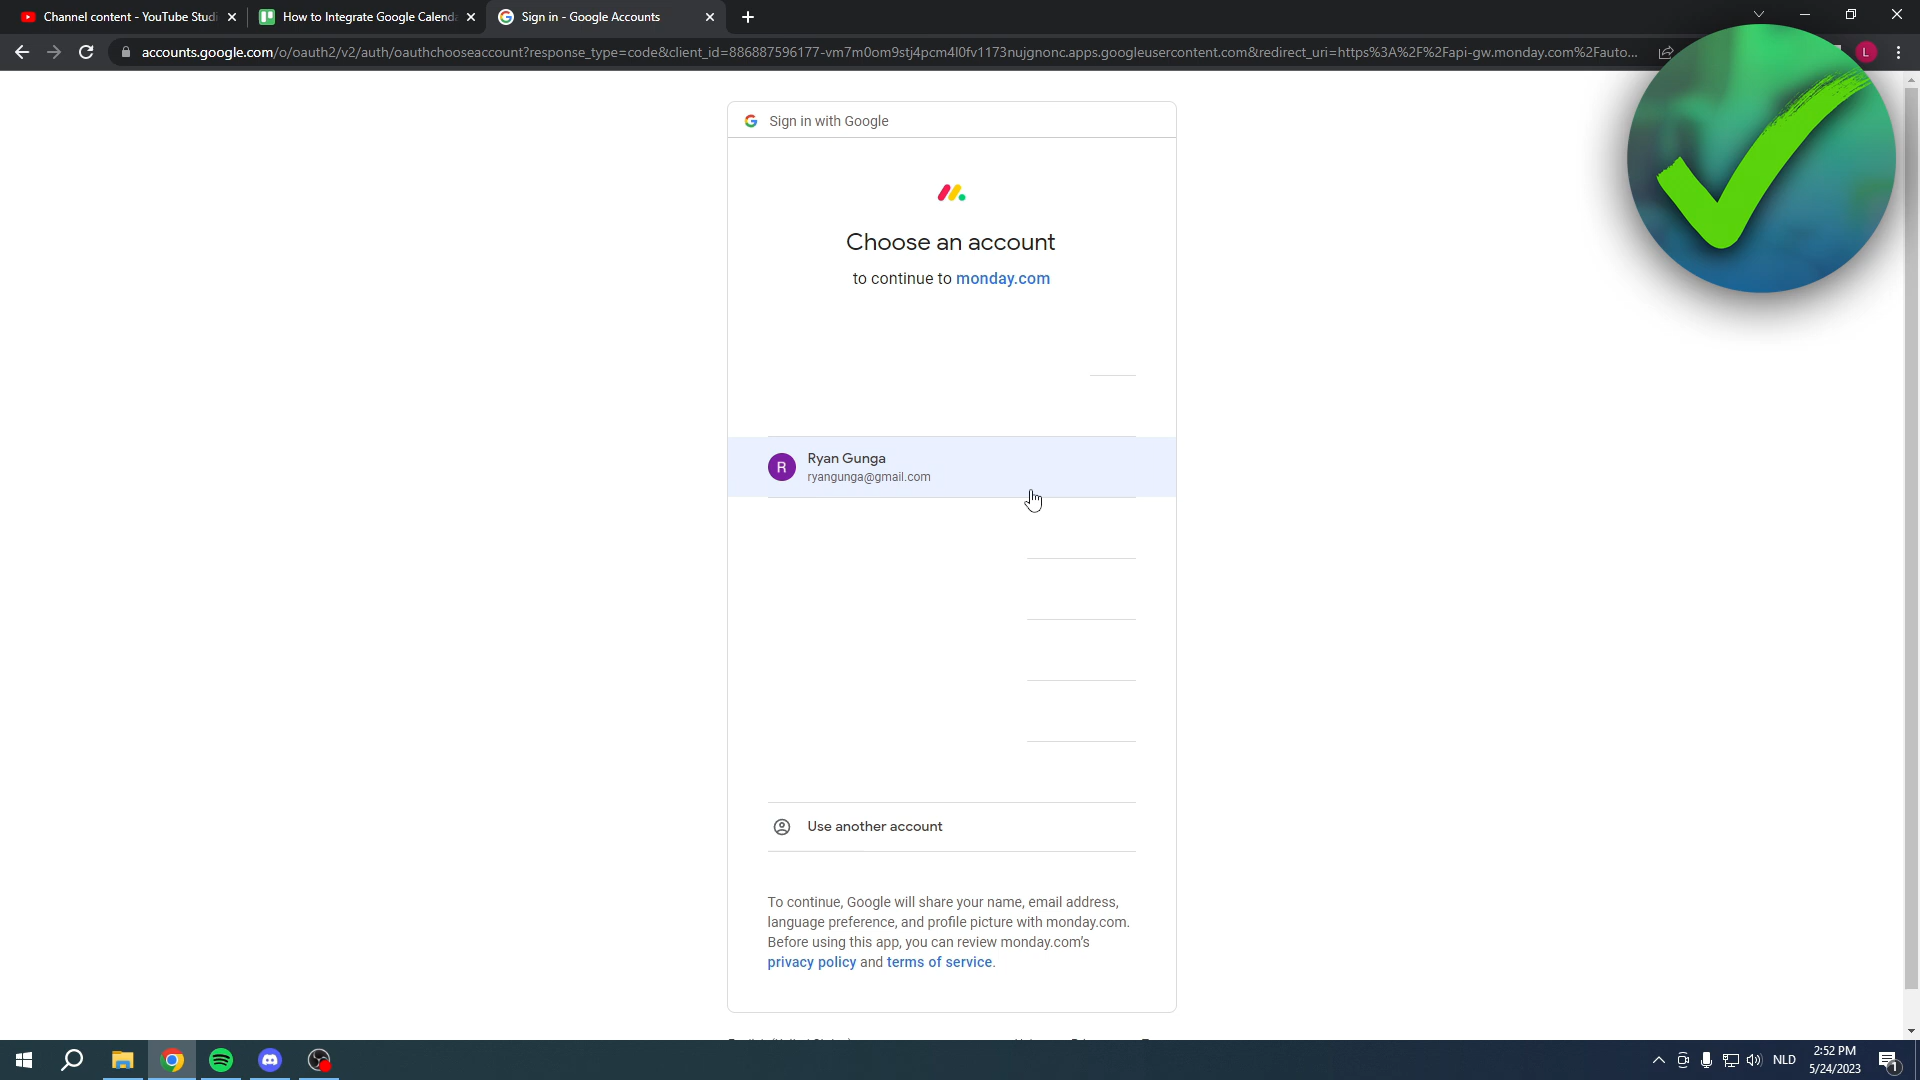 Channel content - YouTube Studi
How to Integrate Google Calenda
Sign in - Google Accounts
accounts.google.com/o/oauth2/v2/auth/oauthchooseaccount?response_type=code&client_id=886887596177-vm7m0om9stj4pcm4l0fv1173nujgnonc.apps.googleusercontent.com&redirect_uri=https%3A%2F%2Fapi-gw.monday.com%2Fauto...
L
Sign in with Google
Choose an account
to continue to monday.com
R
Ryan Gunga
ryangunga@gmail.com
Use another account
To continue, Google will share your name, email address,
language preference, and profile picture with monday.com.
Before using this app, you can review monday.com's
privacy policy and terms of service.
NLD
2:52 PM
5/24/2023
1